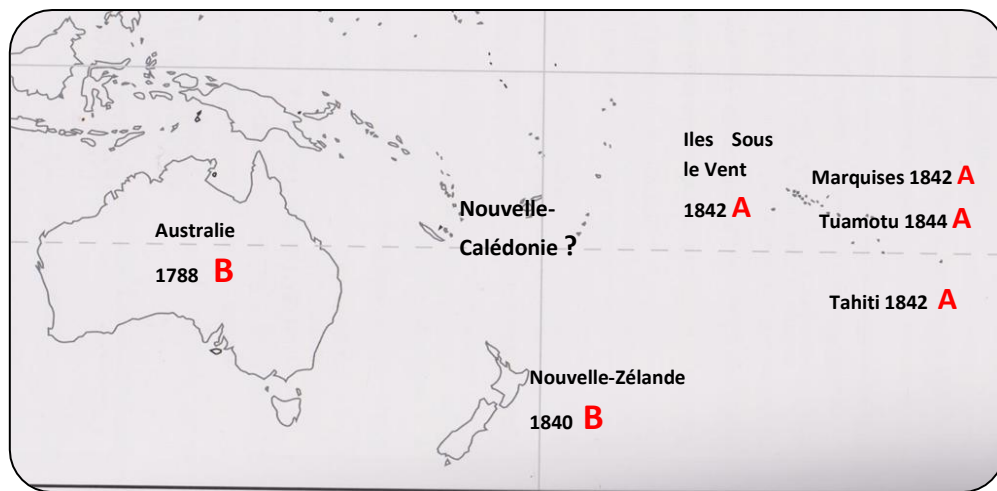 Iles Sous
le Vent
1842 A
Marquises 1842 A
Tuamotu 1844 A
Nouvelle-
Calédonie ?
Australie
1788 B
Tahiti 1842 A
Nouvelle-Zélande
1840 B